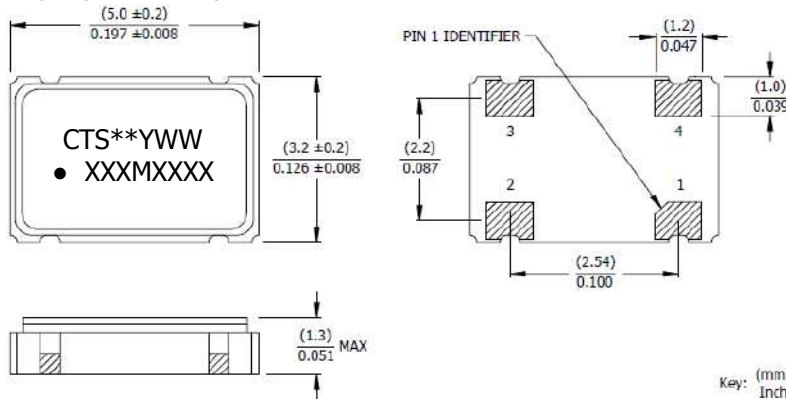 (5.0 ±0.2)
0.197 ±0.008
CTS**YWW
• XXXMXXXX
(3.2 ±0.2)
0.126 ±0.008
PIN 1 IDENTIFIER
(1.2)
0.047
(1.0)
0.039
3
4
(2.2)
0.087
2
1
(2.54)
0.100
(1.3)
0.051 MAX
Key: (mm
Inch